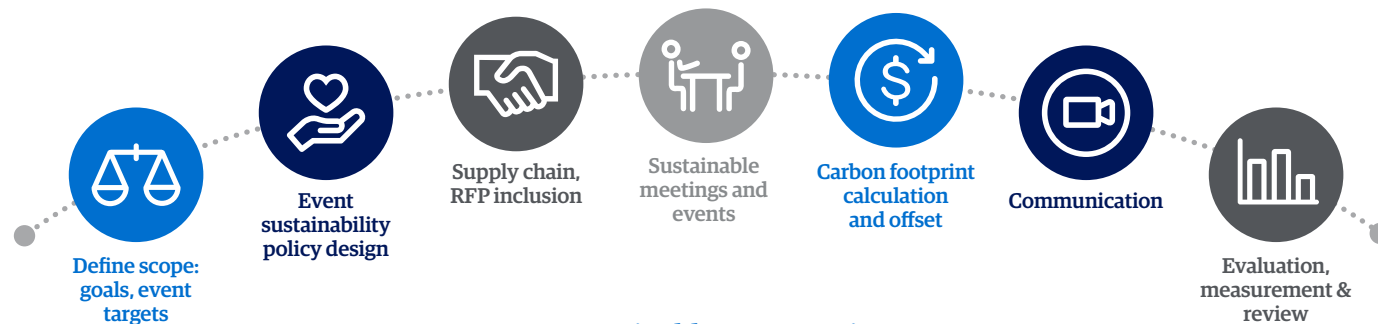 Define scope:
goals, event
targets
Event
sustainability
policy design
Supply chain,
RFP inclusion
Sustainable
meetings and
events
Carbon footprint
calculation
and offset
Communication
Evaluation,
measurement &
review